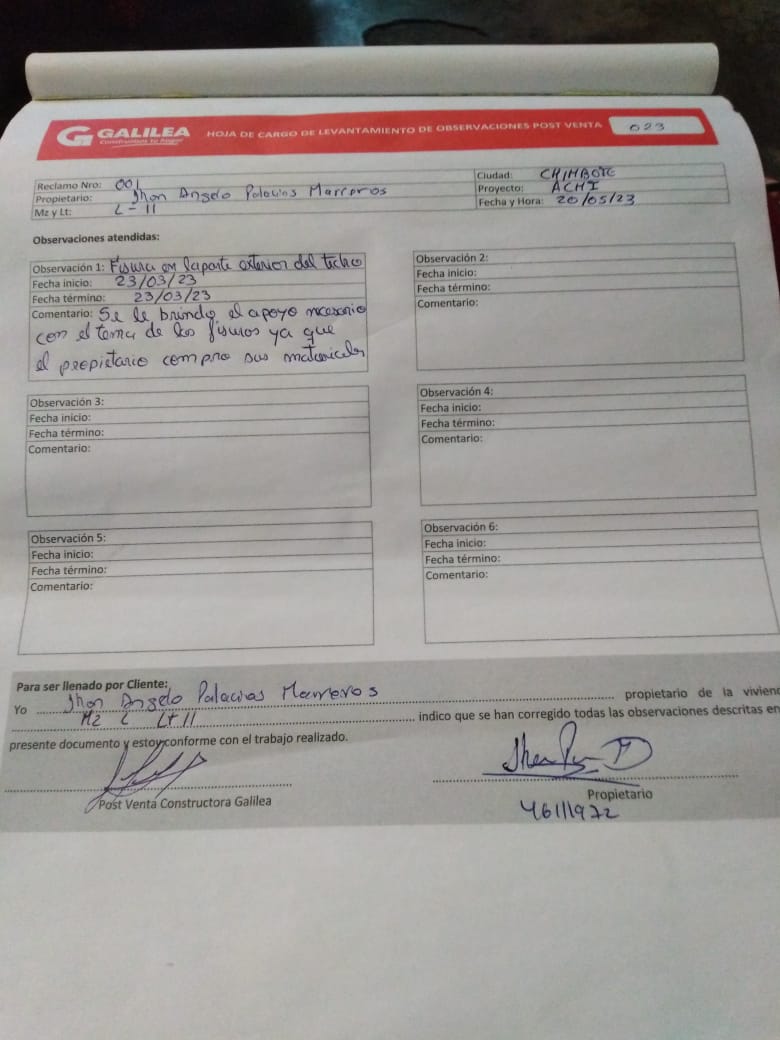 GALILEA
Construimos Tu Hogar
HOJA DE CARGO DE LEVANTAMIENTO DE OBSERVACIONES POST VENTA
023
Reclamo Nro: 001
Propietario: Jhon Angelo Palacios Marreros
Mz y Lt: L - 11
Ciudad: CHIMBOTE
Proyecto: ACHI
Fecha y Hora: 20/05/23
Observaciones atendidas:
Observación 1: Fisura en la parte exterior del techo
Fecha inicio: 23/03/23
Fecha término: 23/03/23
Comentario: Se le brindo el apoyo necesario
con el tema de las fisuras ya que
el propietario compro sus materiales
Observación 2:
Fecha inicio:
Fecha término:
Comentario:
Observación 3:
Fecha inicio:
Fecha término:
Comentario:
Observación 4:
Fecha inicio:
Fecha término:
Comentario:
Observación 5:
Fecha inicio:
Fecha término:
Comentario:
Observación 6:
Fecha inicio:
Fecha término:
Comentario:
Para ser llenado por Cliente:
Yo Jhon Angelo Palacios Marreros propietario de la viviend
Mz L Lt 11 indico que se han corregido todas las observaciones descritas en
presente documento y estoy conforme con el trabajo realizado.
Post Venta Constructora Galilea
Propietario
46111972